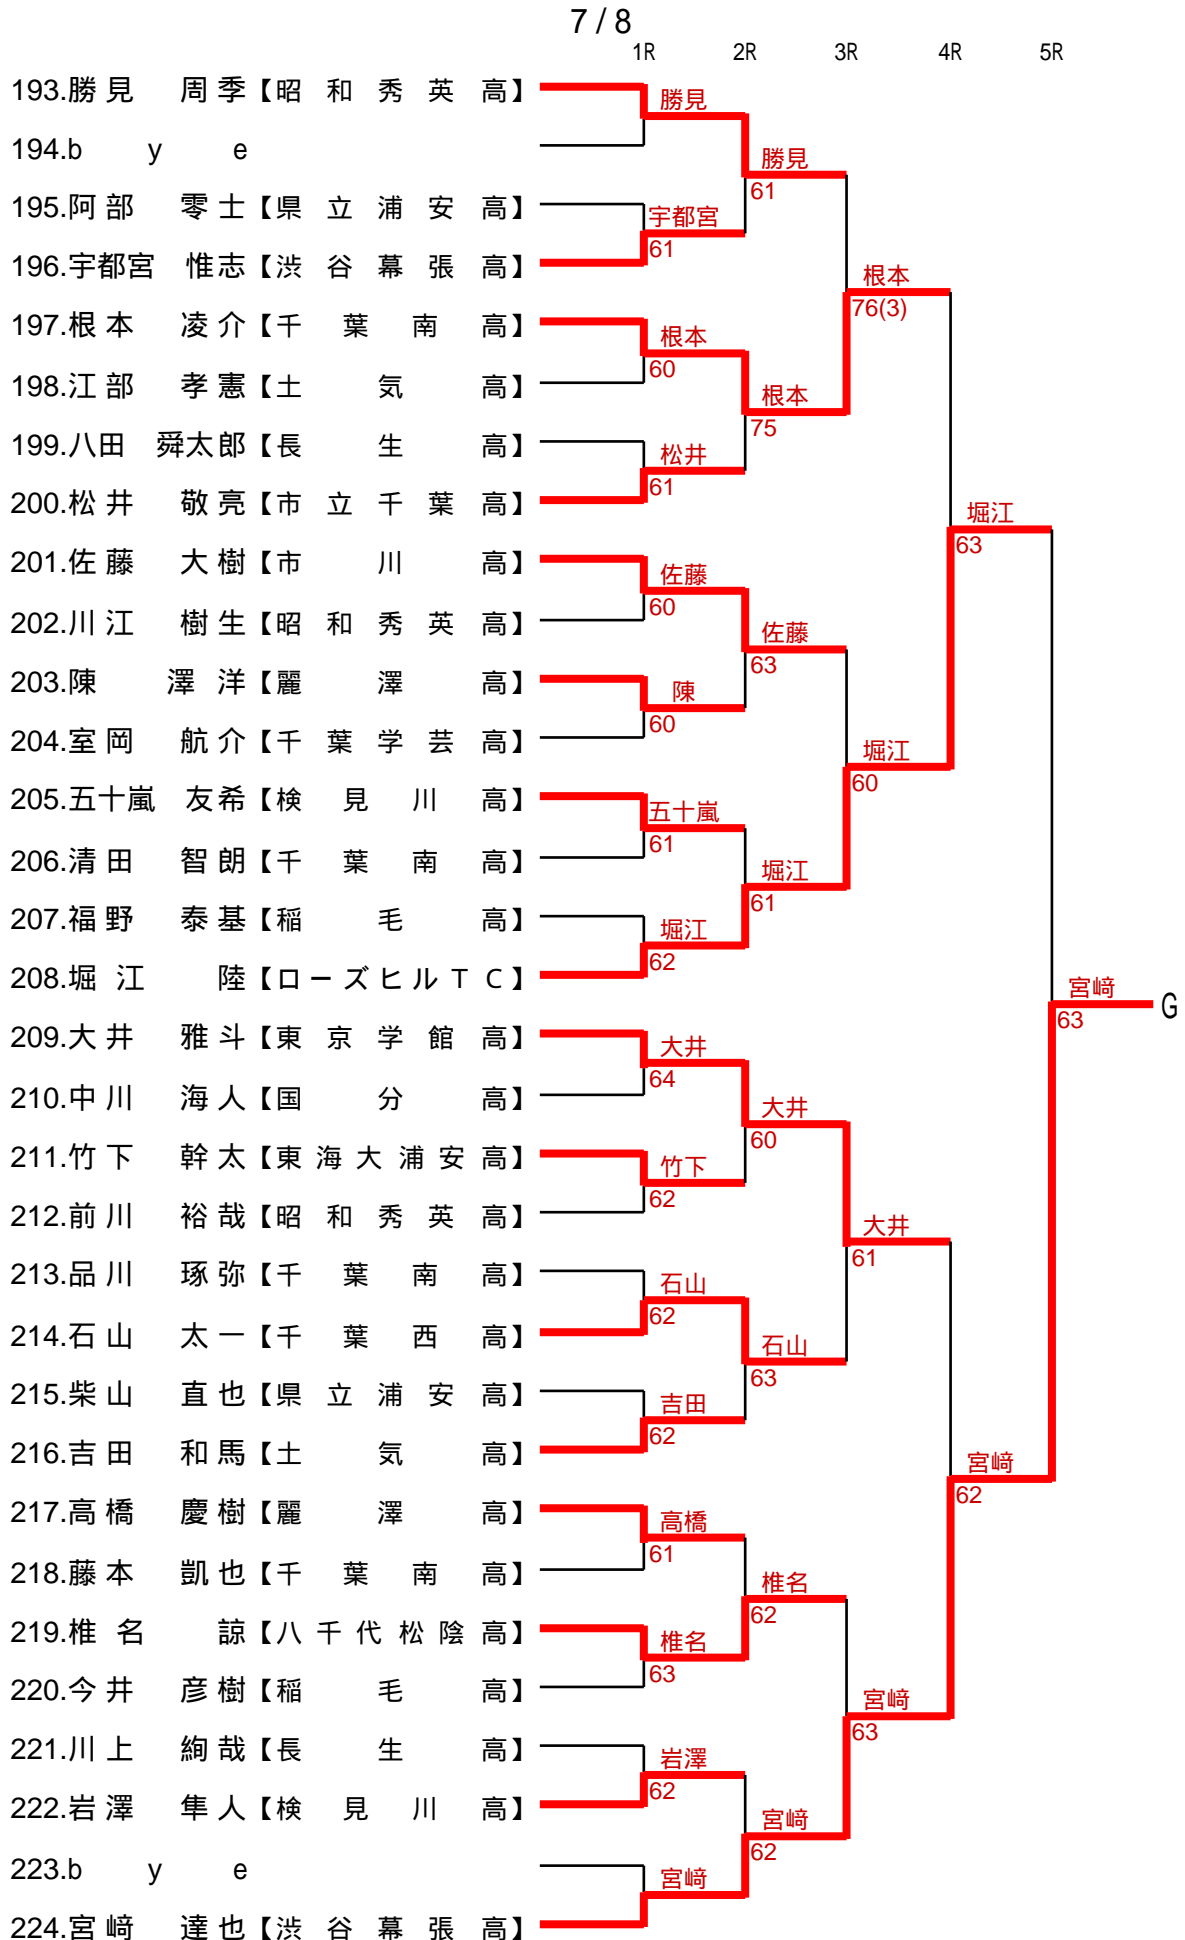 7 / 8
1R 2R 3R 4R 5R
193.勝見 周季【昭和秀英高】
勝見
194.bye
勝見
61
195.阿部 零士【県立浦安高】
宇都宮
61
196.宇都宮 惟志【渋谷幕張高】
根本
76(3)
197.根本 凌介【千葉南高】
根本
60
198.江部 孝憲【土気高】
根本
75
199.八田 舜太郎【長生高】
松井
61
200.松井 敬亮【市立千葉高】
堀江
63
201.佐藤 大樹【市川高】
佐藤
60
202.川江 樹生【昭和秀英高】
佐藤
63
203.陳 澤洋【麗澤高】
陳
60
204.室岡 航介【千葉学芸高】
堀江
60
205.五十嵐 友希【検見川高】
五十嵐
61
206.清田 智朗【千葉南高】
堀江
61
207.福野 泰基【稲毛高】
堀江
62
208.堀江 陸【ローズヒルTC】
宮﨑
63
G
209.大井 雅斗【東京学館高】
大井
64
210.中川 海人【国分高】
大井
60
211.竹下 幹太【東海大浦安高】
竹下
62
212.前川 裕哉【昭和秀英高】
大井
61
213.品川 琢弥【千葉南高】
石山
62
214.石山 太一【千葉西高】
石山
63
215.柴山 直也【県立浦安高】
吉田
62
216.吉田 和馬【土気高】
宮﨑
62
217.高橋 慶樹【麗澤高】
高橋
61
218.藤本 凱也【千葉南高】
椎名
62
219.椎名 諒【八千代松陰高】
椎名
63
220.今井 彦樹【稲毛高】
宮﨑
63
221.川上 絢哉【長生高】
岩澤
62
222.岩澤 隼人【検見川高】
宮﨑
62
223.bye
宮﨑
224.宮﨑 達也【渋谷幕張高】